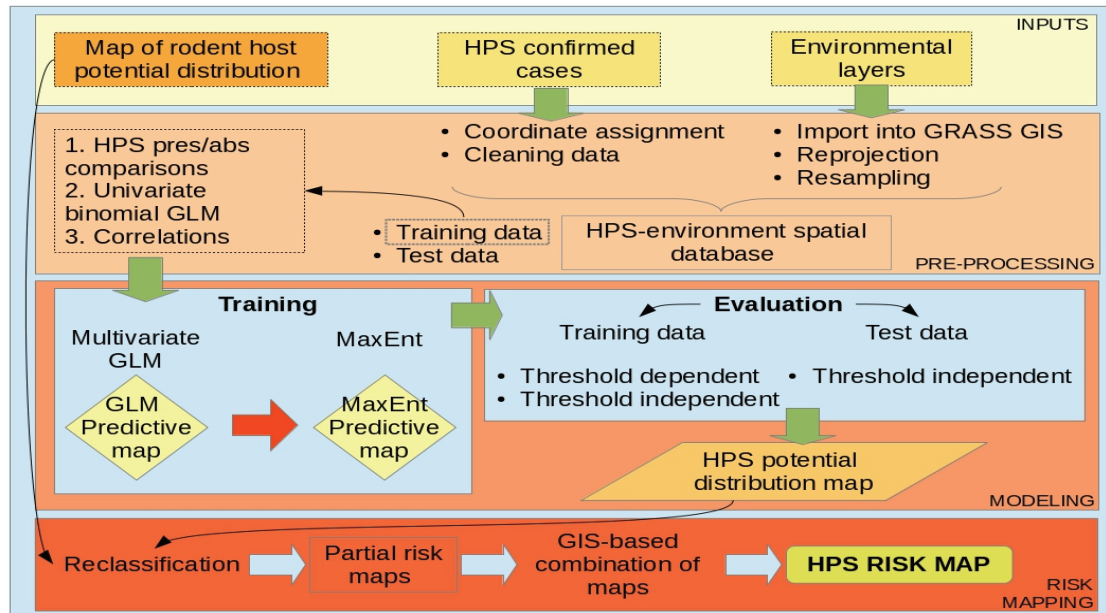 INPUTS
Map of rodent host
potential distribution
HPS confirmed
cases
Environmental
layers
1. HPS pres/abs
comparisons
2. Univariate
binomial GLM
3. Correlations
• Coordinate assignment
• Cleaning data
• Import into GRASS GIS
• Reprojection
• Resampling
• Training data
• Test data
HPS-environment spatial
database
PRE-PROCESSING
Training
Multivariate
GLM
MaxEnt
GLM
Predictive
map
MaxEnt
Predictive
map
Evaluation
Training data
Test data
• Threshold dependent
• Threshold independent
• Threshold independent
HPS potential
distribution map
MODELING
Reclassification
Partial risk
maps
GIS-based
combination of
maps
HPS RISK MAP
RISK
MAPPING